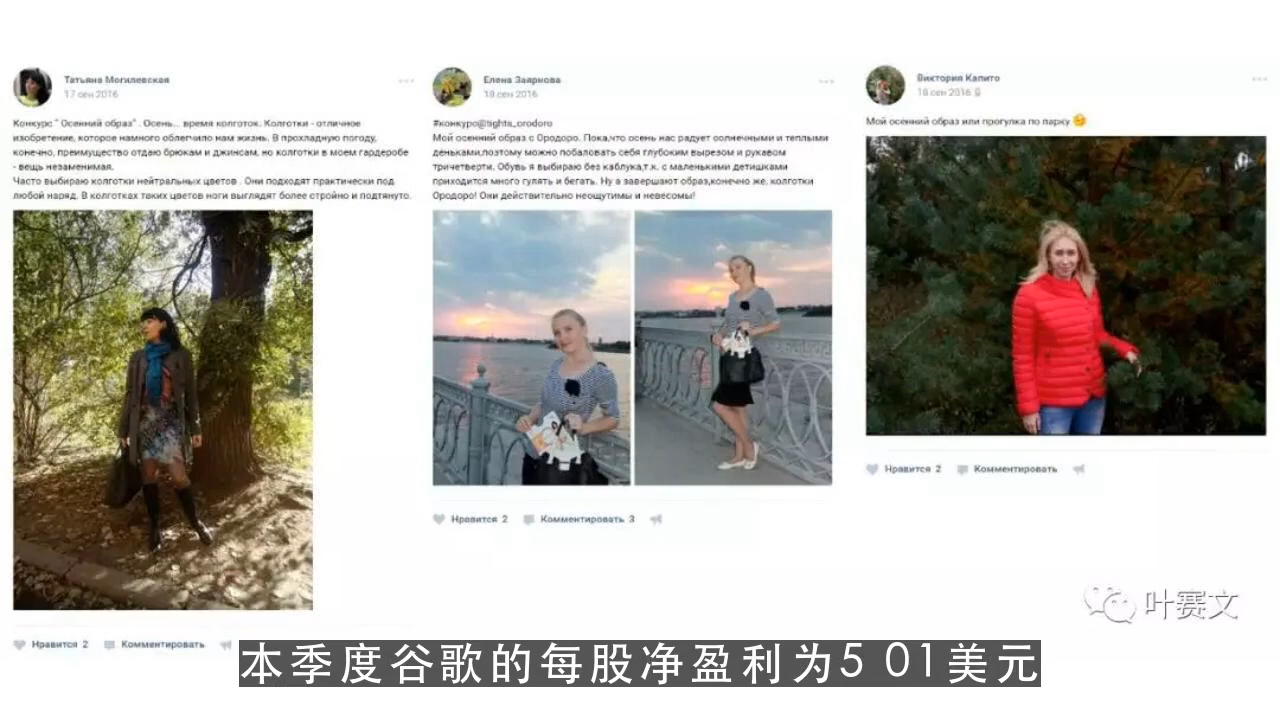 Татьяна Могилевская
17 сен 2016
Конкурс " Осенний образ" . Осень... время колготок. Колготки - отличное
изобретение, которое намного облегчило нам жизнь. В прохладную погоду,
конечно, преимущество отдаю брюкам и джинсам, но колготки в моем гардеробе
- вещь незаменимая.
Часто выбираю колготки нейтральных цветов . Они подходят практически под
любой наряд. В колготках таких цветов ноги выглядят более стройно и подтянуто.
Нравится 2 Комментировать
Елена Заярнова
18 сен 2016
#конкурс@tights_orodoro
Мой осенний образ с Ородоро. Пока,что осень нас радует солнечными и теплыми
деньками,поэтому можно побаловать себя глубоким вырезом и рукавом
тричетверти. Обувь я выбираю без каблука,т.к. с маленькими детишками
приходится много гулять и бегать. Ну а завершают образ,конечно же, колготки
Ородоро! Они действительно неощутимы и невесомы!
Нравится 2 Комментировать 3
Виктория Капито
18 сен 2016
Мой осенний образ или прогулка по парку
Нравится 2 Комментировать
叶赛文
本季度谷歌的每股净盈利为5 01美元